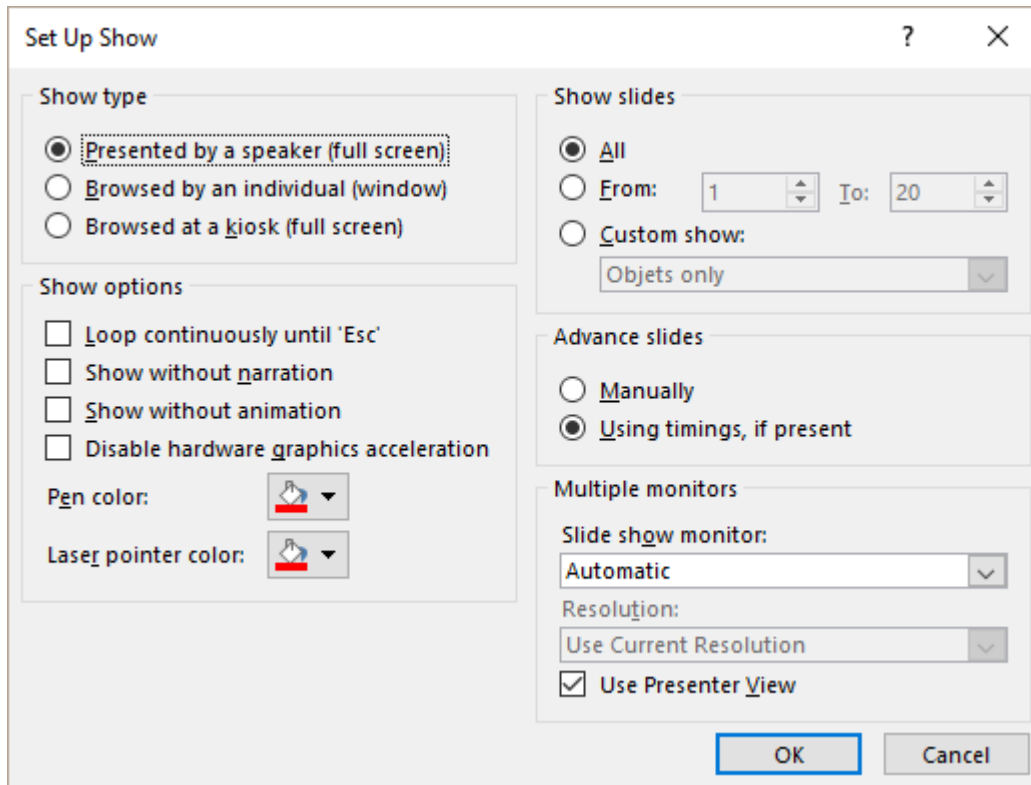 Set Up Show
Show type
Presented by a speaker (full screen)
Browsed by an individual (window)
Browsed at a kiosk (full screen)
Show options
Loop continuously until 'Esc'
Show without narration
Show without animation
Disable hardware graphics acceleration
Pen color:
Laser pointer color:
Show slides
All
From: 1 To: 20
Custom show:
Objets only
Advance slides
Manually
Using timings, if present
Multiple monitors
Slide show monitor:
Automatic
Resolution:
Use Current Resolution
Use Presenter View
OK Cancel